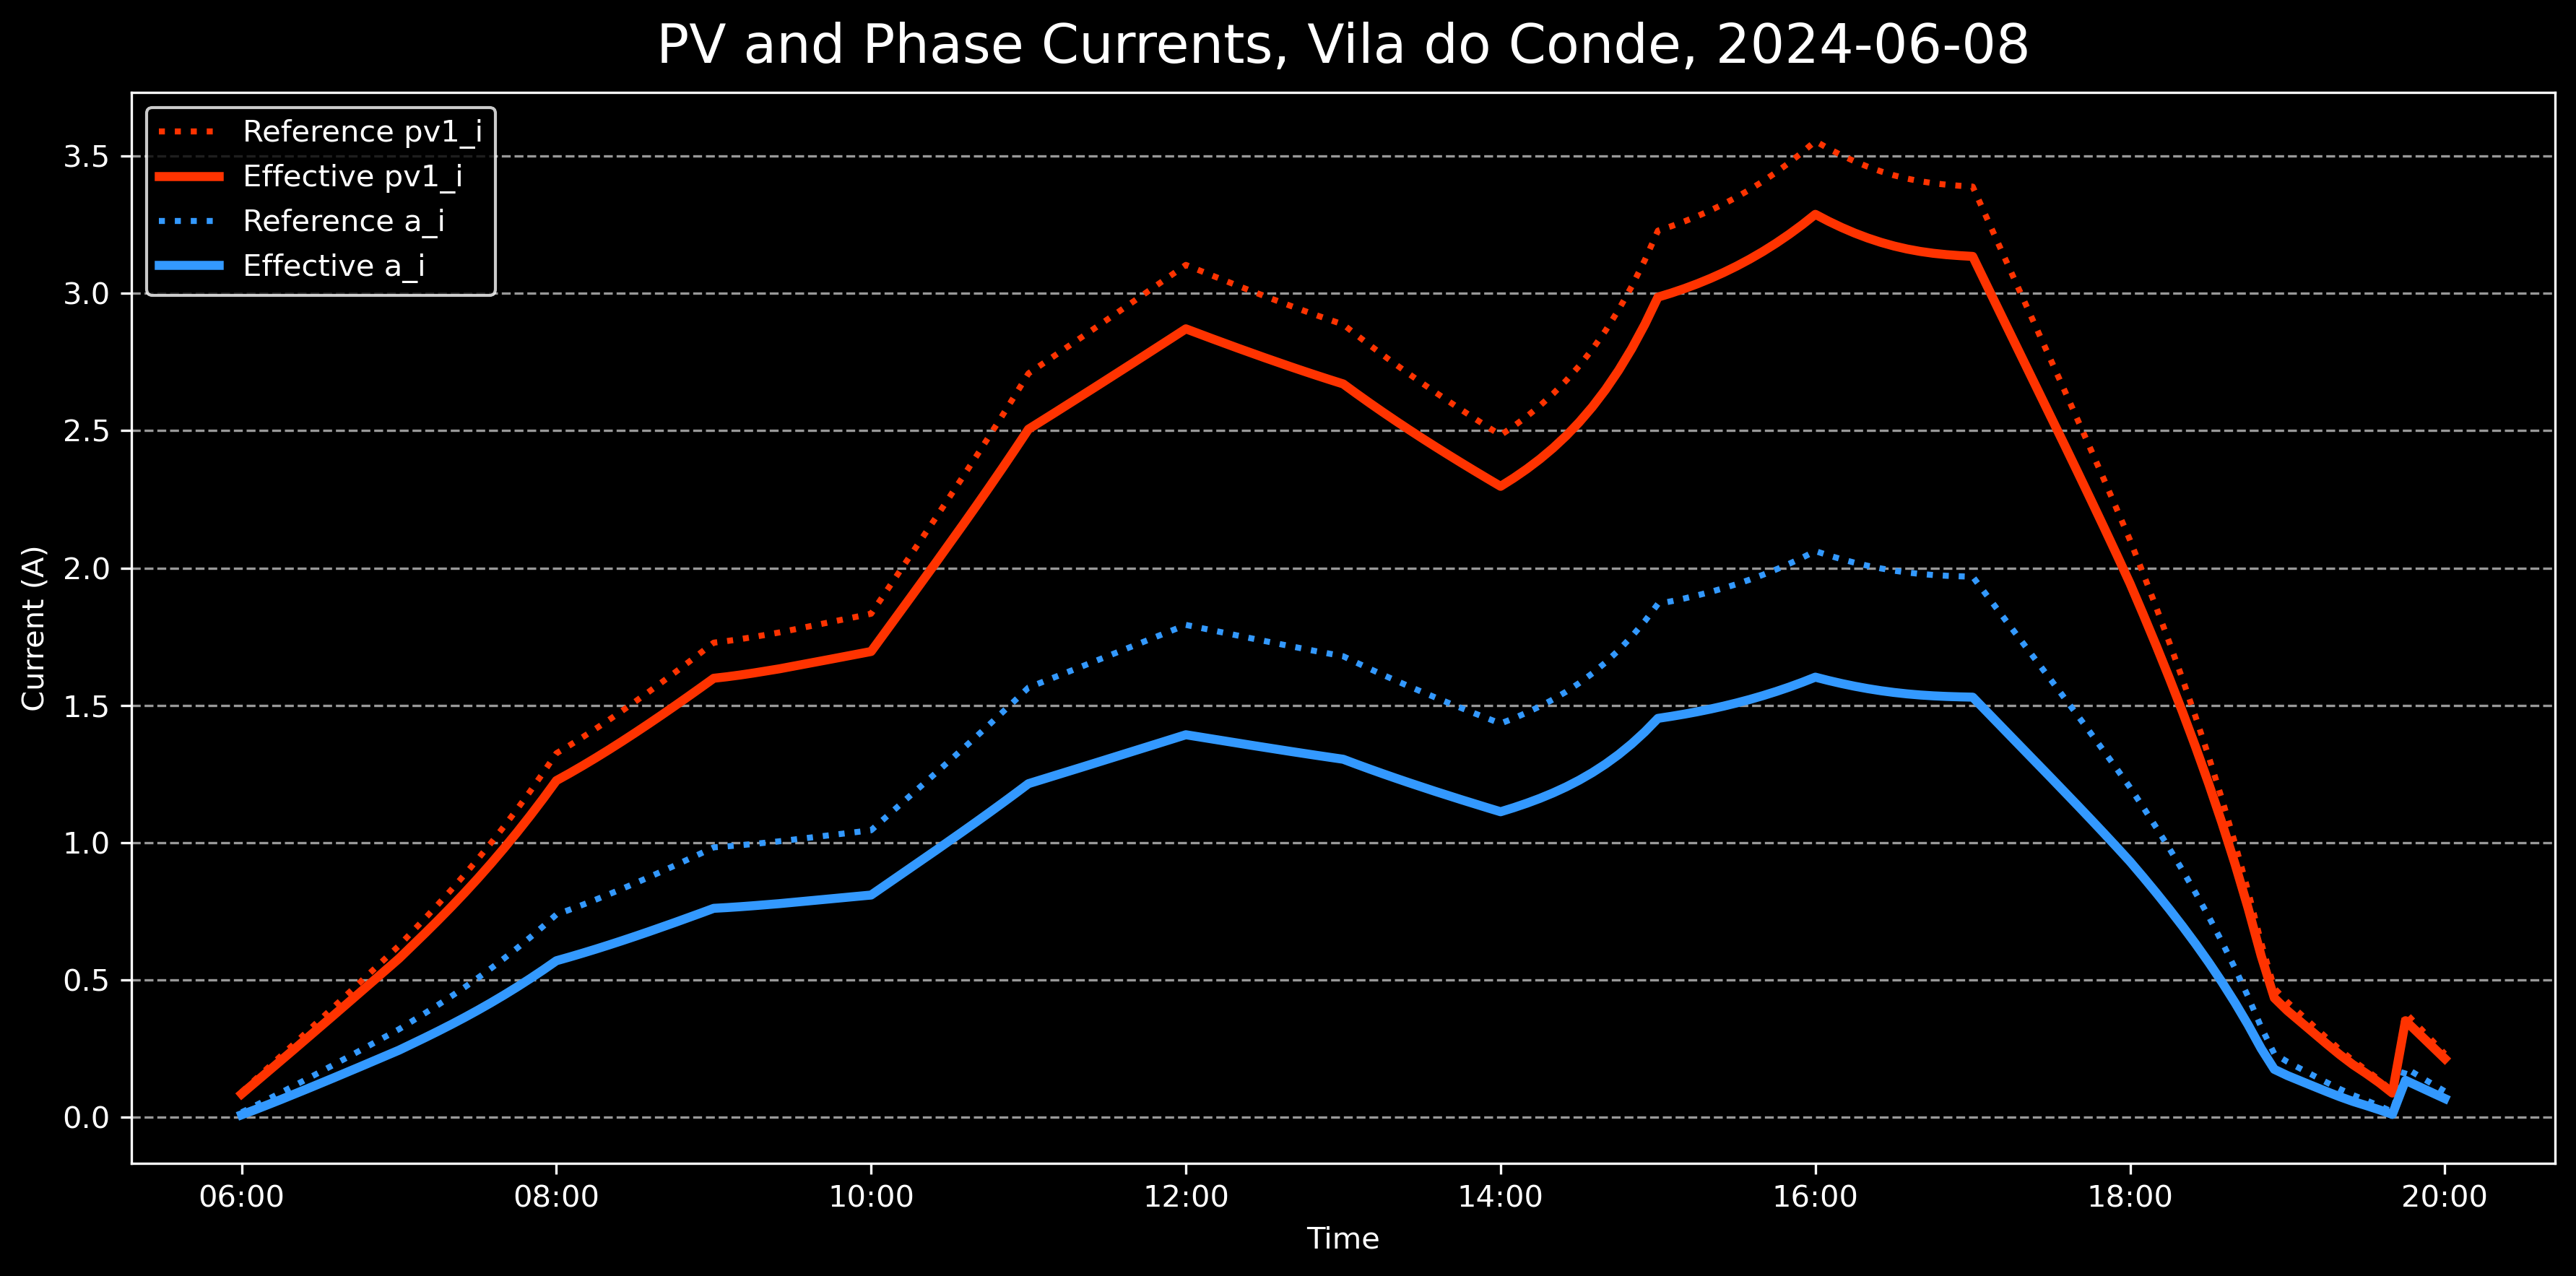 PV and Phase Currents, Vila do Conde, 2024-06-08
Reference pv1_i
Effective pv1_i
Reference a_i
Effective a_i
3.5
3.0
2.5
2.0
1.5
1.0
0.5
0.0
Current (A)
06:00 08:00 10:00 12:00 14:00 16:00 18:00 20:00
Time